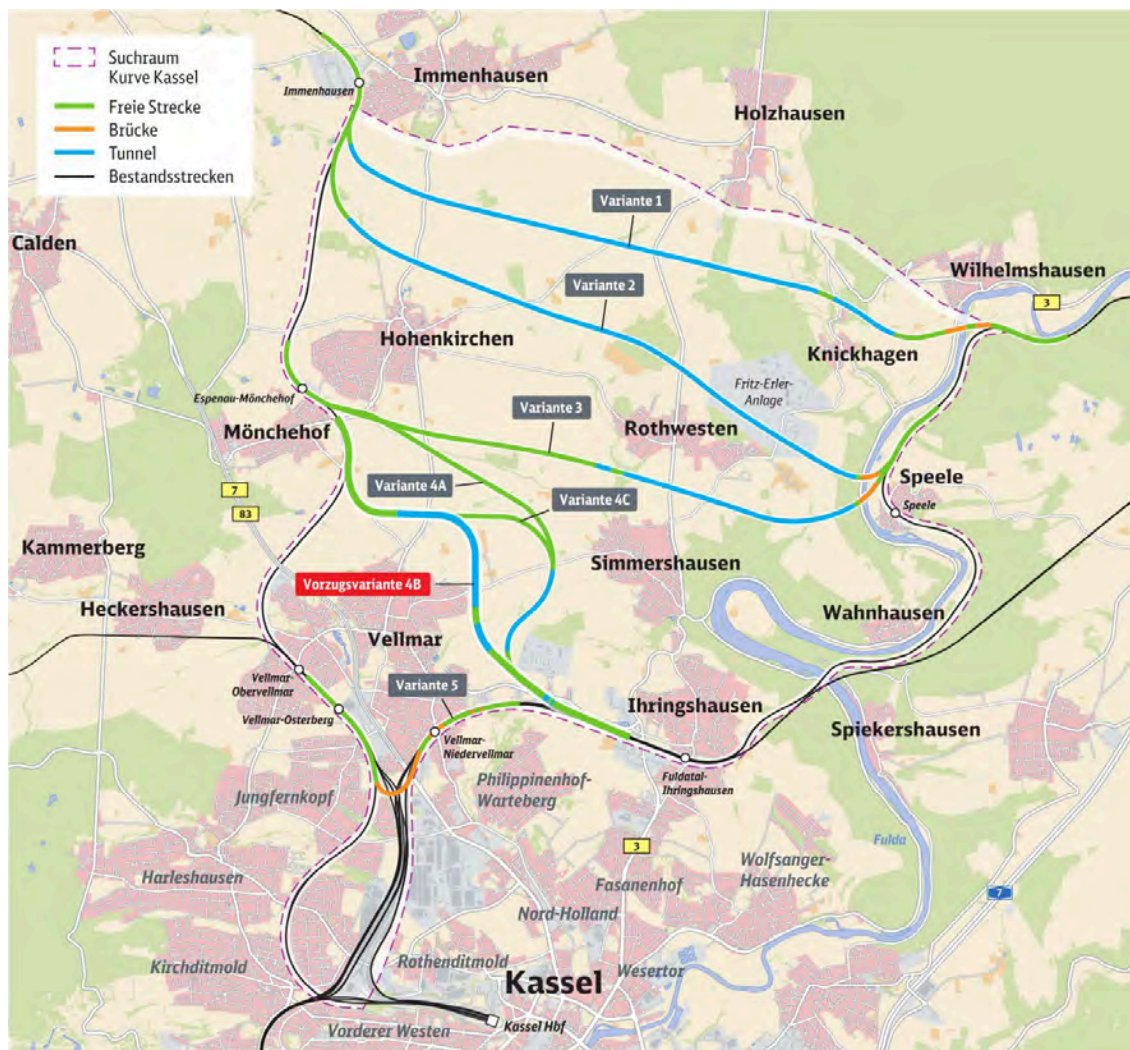 Suchraum
Kurve Kassel
Freie Strecke
Brücke
Tunnel
Bestandsstrecken
Immenhausen
Immenhausen
Holzhausen
Variante 1
Calden
Wilhelmshausen
3
Variante 2
Hohenkirchen
Knickhagen
Espenau-Mönchehof
Fritz-Erler-
Anlage
Variante 3
Mönchehof
Rothwesten
7
Variante 4A
Speele
83
Variante 4C
Speele
Kammerberg
Simmershausen
Vorzugsvariante 4B
Heckershausen
Wahnhausen
Vellmar
Vellmar-
Obervellmar
Variante 5
Ihringshausen
Vellmar-Osterberg
Spiekershausen
Vellmar-
Niedervellmar
Fuldatal-
Ihringshausen
Jungfernkopf
Philippinenhof-
Warteberg
3
Fulda
Harleshausen
Wolfsanger-
Hasenhecke
Fasanenhof
7
Nord-Holland
Kirchditmold
Rothenditmold
Wesertor
Kassel
Vorderer Westen
Kassel Hbf